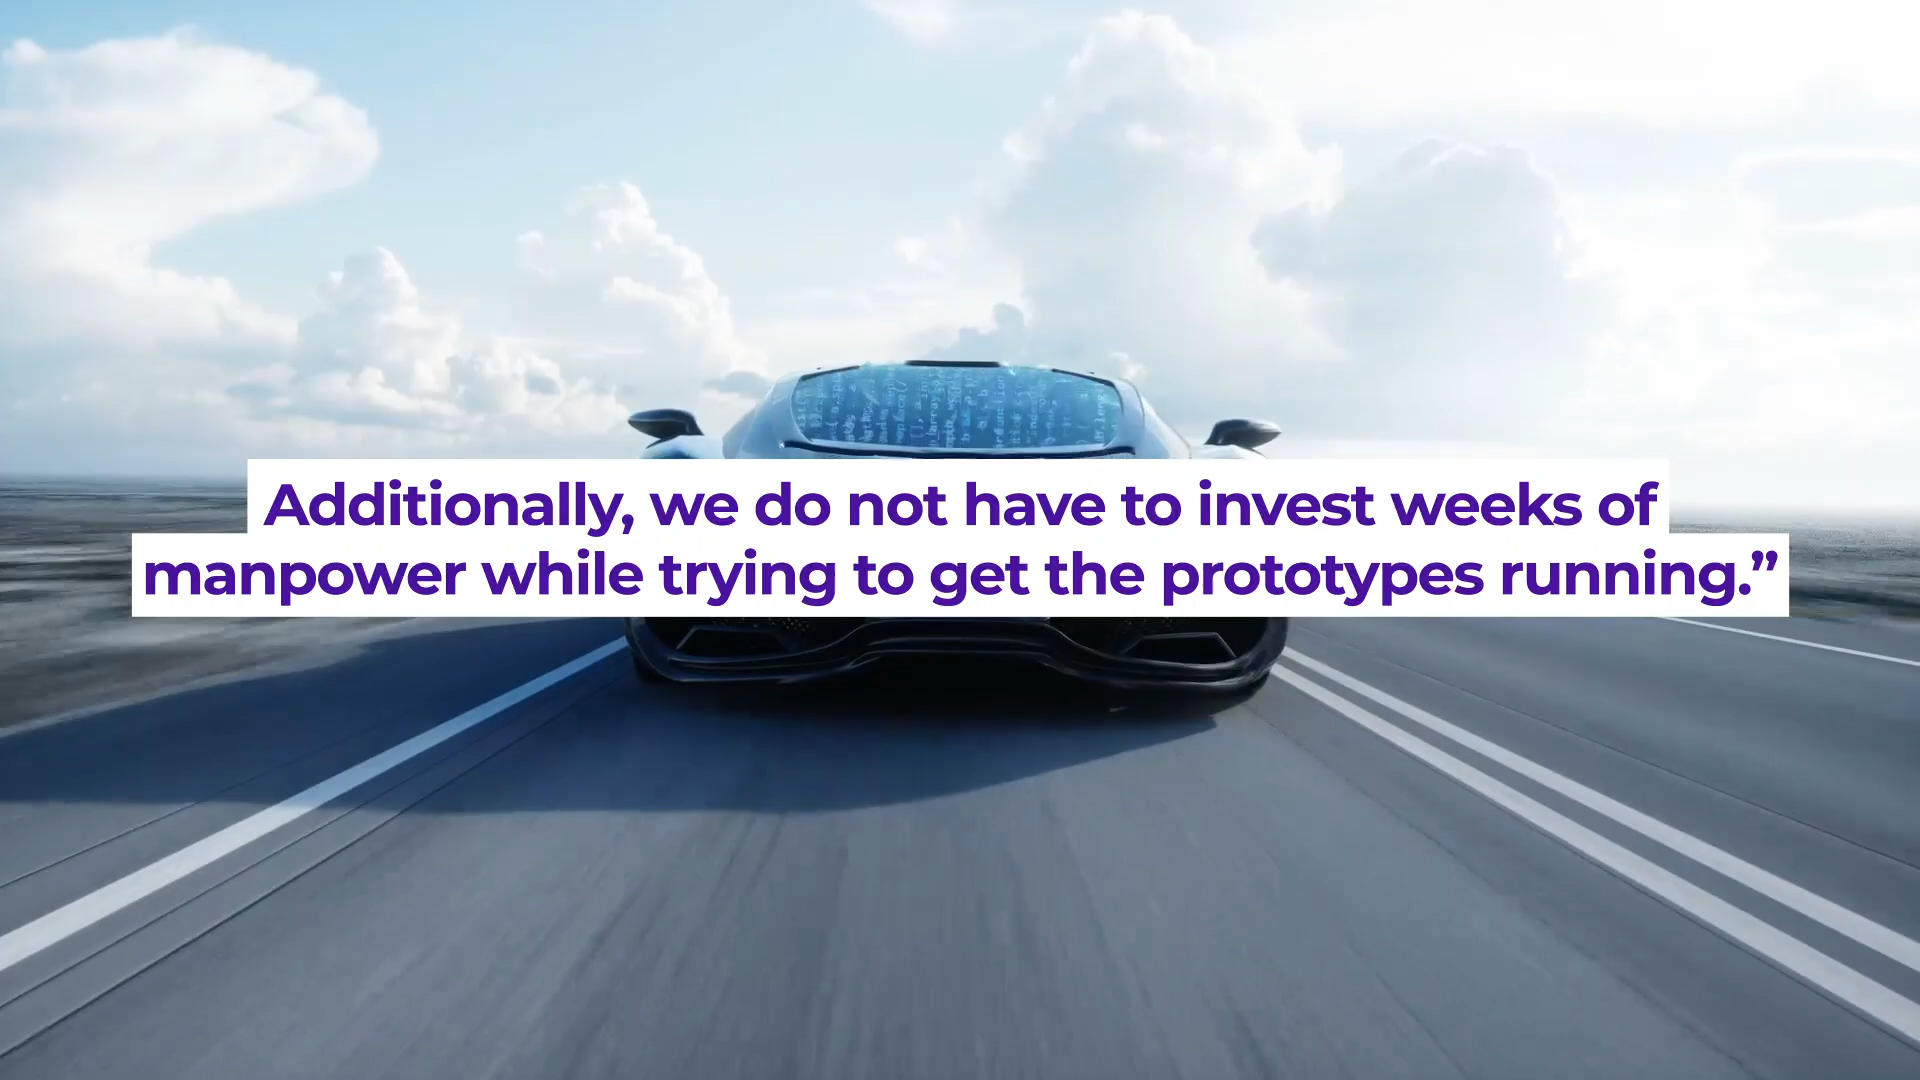 Additionally, we do not have to invest weeks of
manpower while trying to get the prototypes running.”